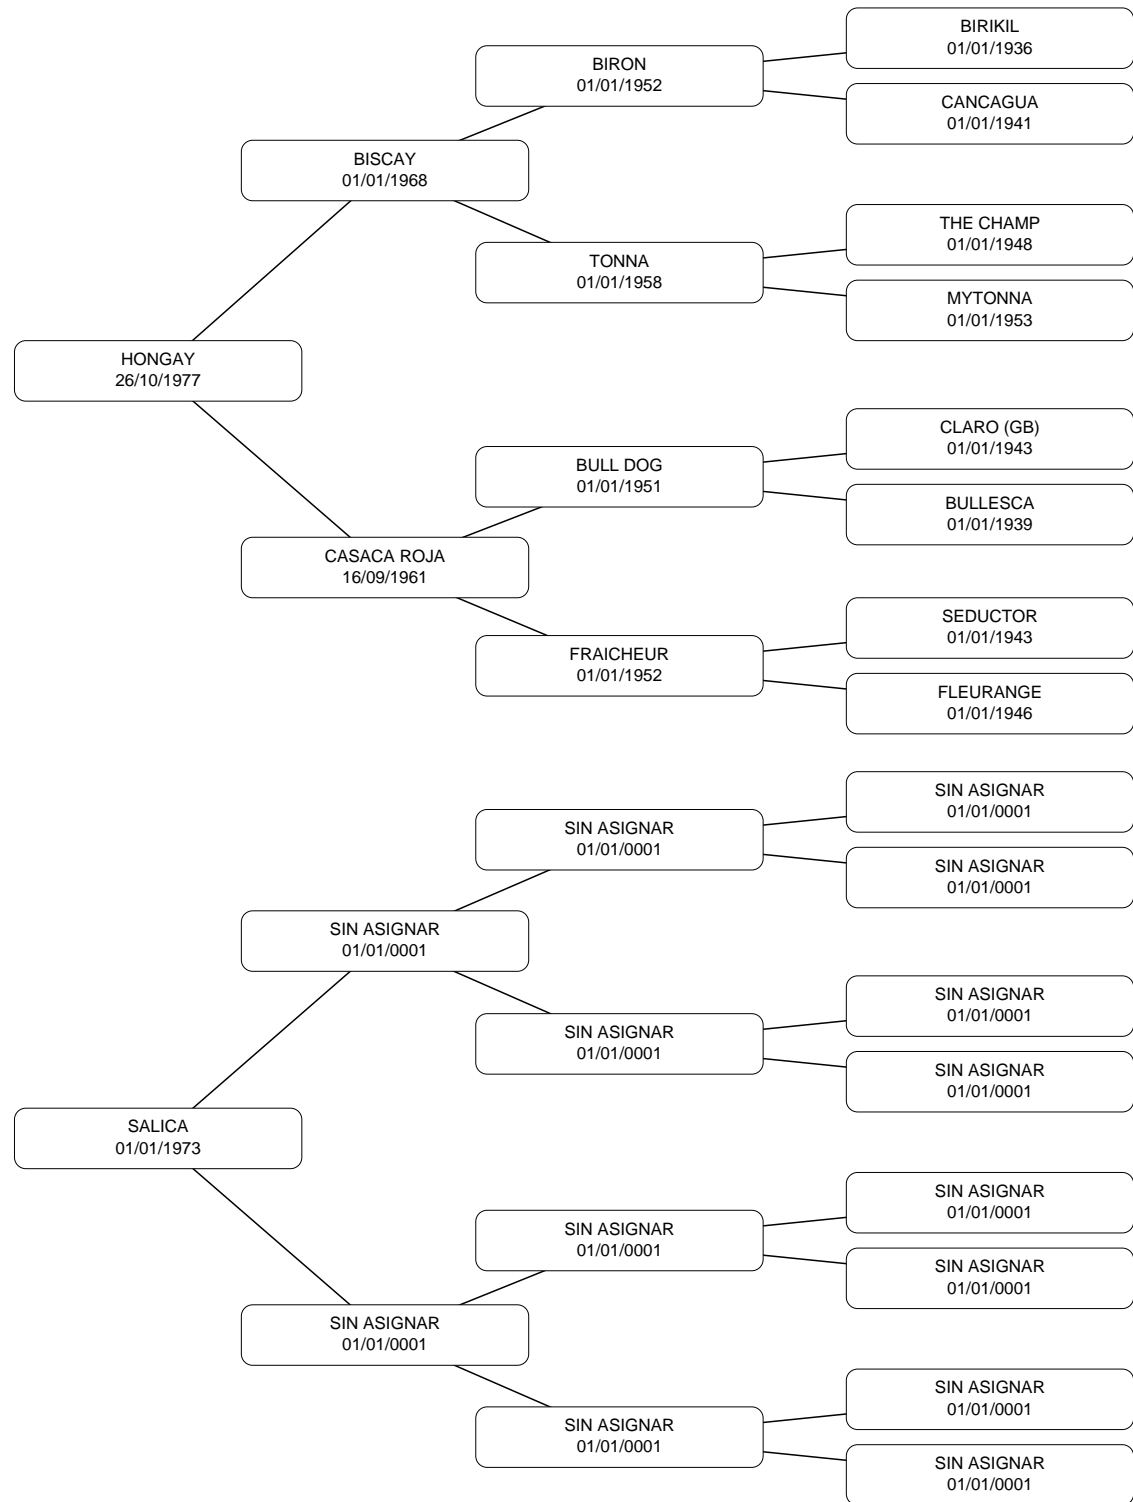 BIRIKIL
01/01/1936
BIRON
01/01/1952
CANCAGUA
01/01/1941
BISCAY
01/01/1968
THE CHAMP
01/01/1948
TONNA
01/01/1958
MYTONNA
01/01/1953
HONGAY
26/10/1977
CLARO (GB)
01/01/1943
BULL DOG
01/01/1951
BULLESCA
01/01/1939
CASACA ROJA
16/09/1961
SEDUCTOR
01/01/1943
FRAICHEUR
01/01/1952
FLEURANGE
01/01/1946
SIN ASIGNAR
01/01/0001
SIN ASIGNAR
01/01/0001
SIN ASIGNAR
01/01/0001
SIN ASIGNAR
01/01/0001
SIN ASIGNAR
01/01/0001
SIN ASIGNAR
01/01/0001
SIN ASIGNAR
01/01/0001
SALICA
01/01/1973
SIN ASIGNAR
01/01/0001
SIN ASIGNAR
01/01/0001
SIN ASIGNAR
01/01/0001
SIN ASIGNAR
01/01/0001
SIN ASIGNAR
01/01/0001
SIN ASIGNAR
01/01/0001
SIN ASIGNAR
01/01/0001